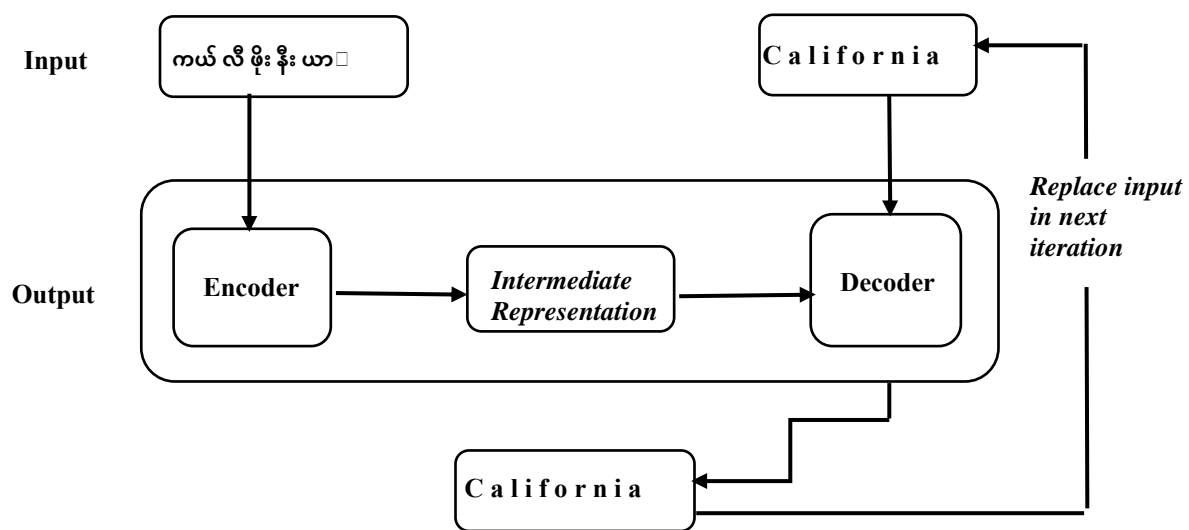 Input
ကယ် လီ ဖိုး နီး ယာ□
C a l i f o r n i a
Replace input
in next
iteration
Output
Encoder
Intermediate
Representation
Decoder
C a l i f o r n i a